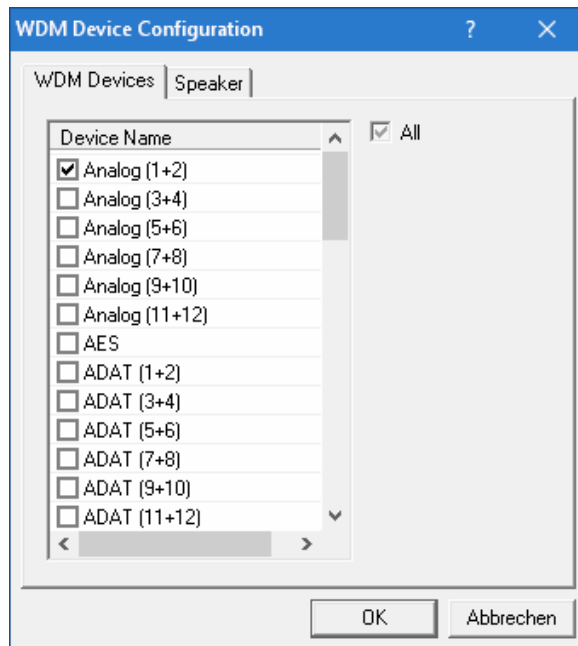 WDM Device Configuration ?
WDM Devices Speaker
Device Name
All
Analog (1+2)
Analog (3+4)
Analog (5+6)
Analog (7+8)
Analog (9+10)
Analog (11+12)
AES
ADAT (1+2)
ADAT (3+4)
ADAT (5+6)
ADAT (7+8)
ADAT (9+10)
ADAT (11+12)
OK Abbrechen